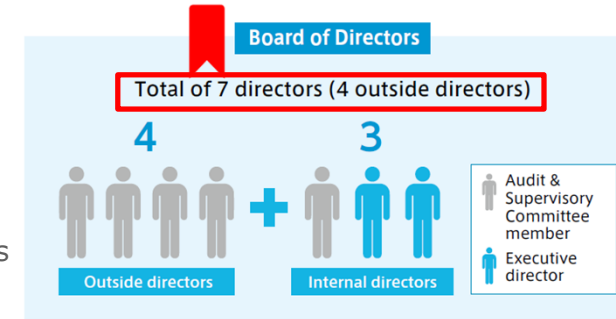 Board of Directors
Total of 7 directors (4 outside directors)
4
3
Audit &
Supervisory
Committee
member
Executive
director
s
Outside directors
Internal directors